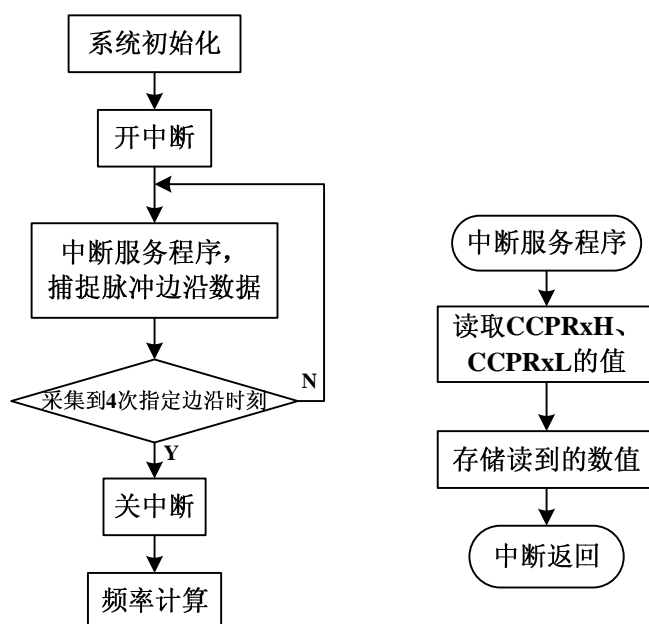 系统初始化
开中断
中断服务程序，
捕捉脉冲边沿数据
采集到4次指定边沿时刻
N
Y
关中断
频率计算
中断服务程序
读取CCPRxH、
CCPRxL的值
存储读到的数值
中断返回